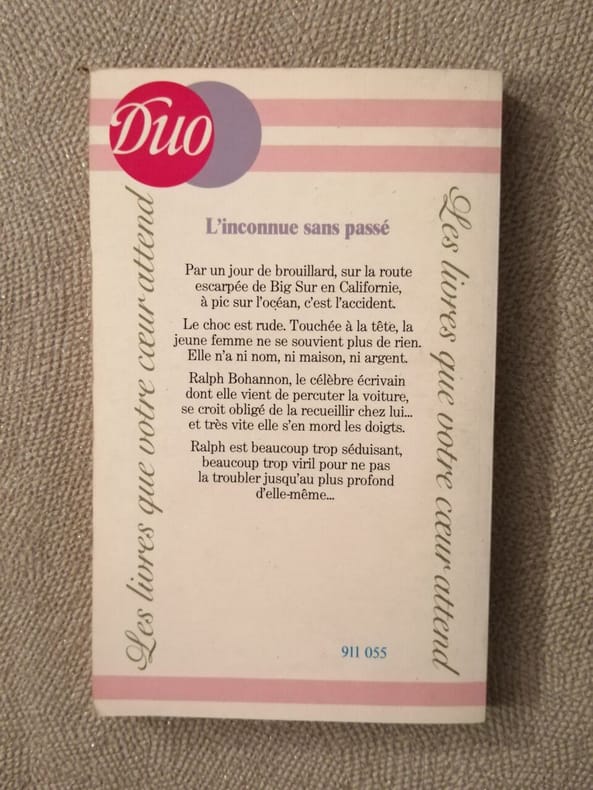 Duo
L'inconnue sans passé
Par un jour de brouillard, sur la route
escarpée de Big Sur en Californie,
à pic sur l'océan, c'est l'accident.
Le choc est rude. Touchée à la tête, la
jeune femme ne se souvient plus de rien.
Elle n'a ni nom, ni maison, ni argent.
Ralph Bohannon, le célèbre écrivain
dont elle vient de percuter la voiture,
se croit obligé de la recueillir chez lui...
et très vite elle s'en mord les doigts.
Ralph est beaucoup trop séduisant,
beaucoup trop viril pour ne pas
la troubler jusqu'au plus profond
d'elle-même...
Les livres que votre cœur attend
Les livres que votre cœur attend
911 055